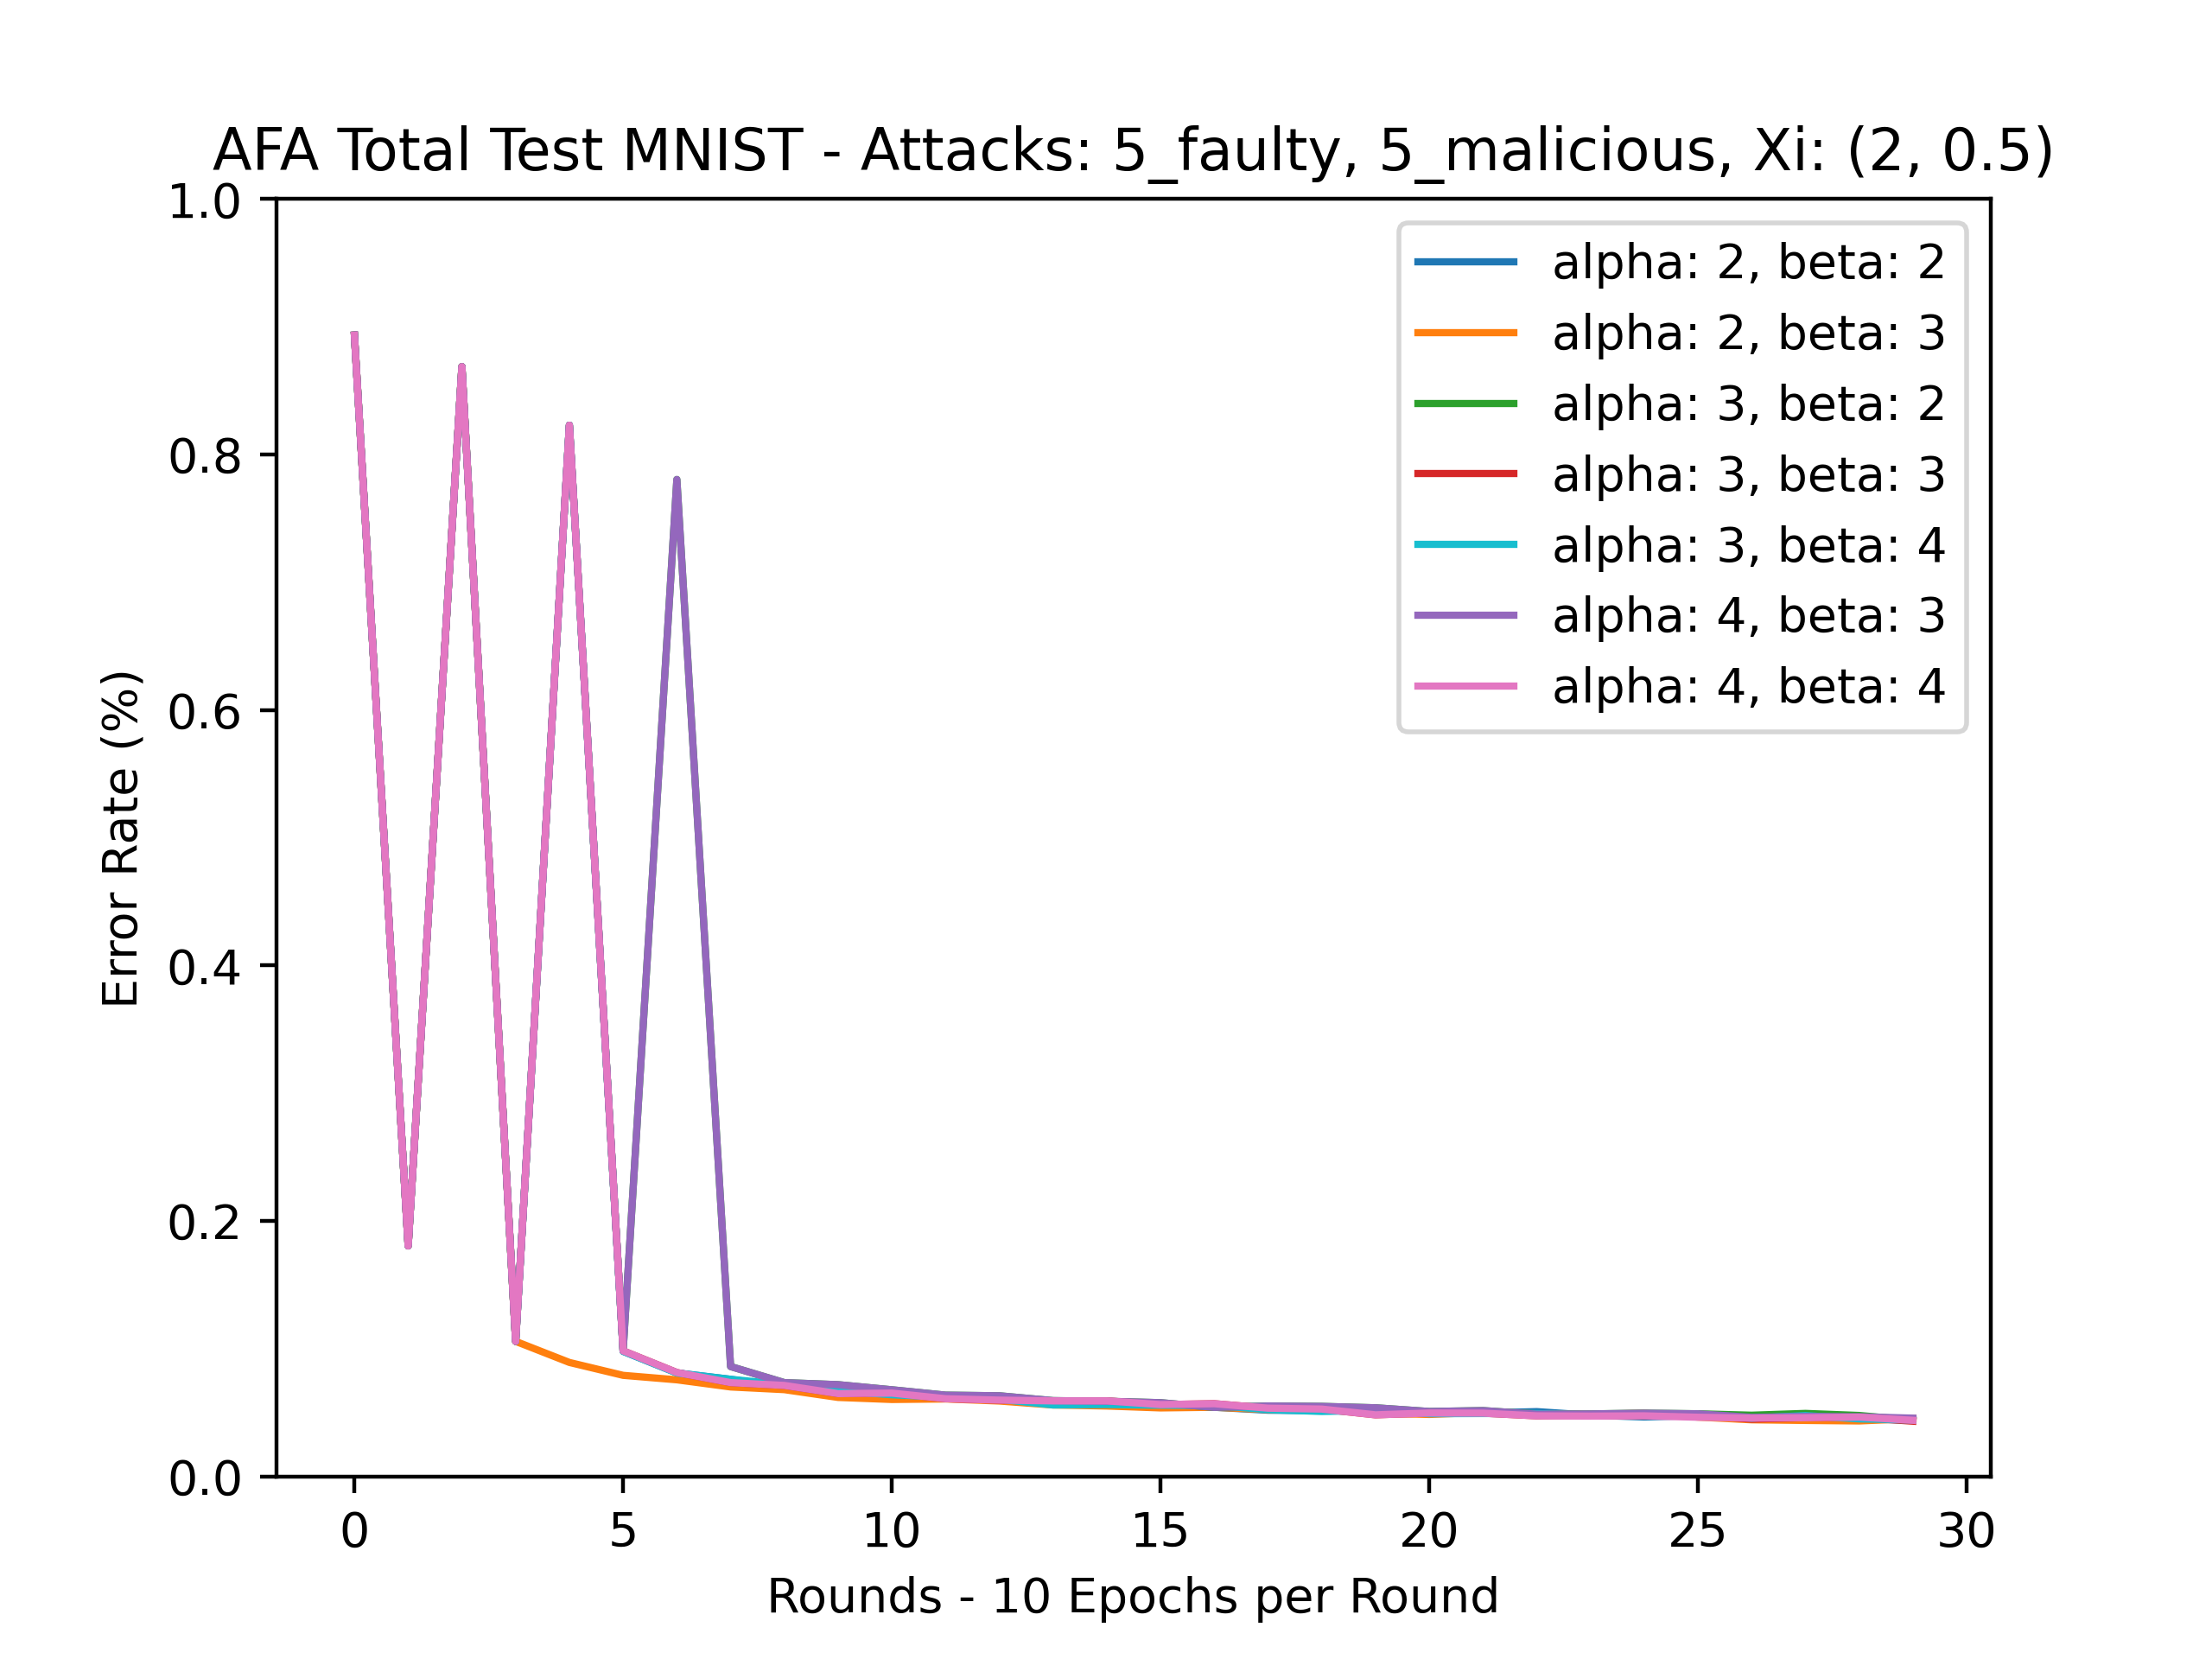 AFA Total Test MNIST - Attacks: 5_faulty, 5_malicious, Xi: (2, 0.5)
1.0
0.8
0.6
0.4
0.2
0.0
Error Rate (%)
alpha: 2, beta: 2
alpha: 2, beta: 3
alpha: 3, beta: 2
alpha: 3, beta: 3
alpha: 3, beta: 4
alpha: 4, beta: 3
alpha: 4, beta: 4
0 5 10 15 20 25 30
Rounds - 10 Epochs per Round